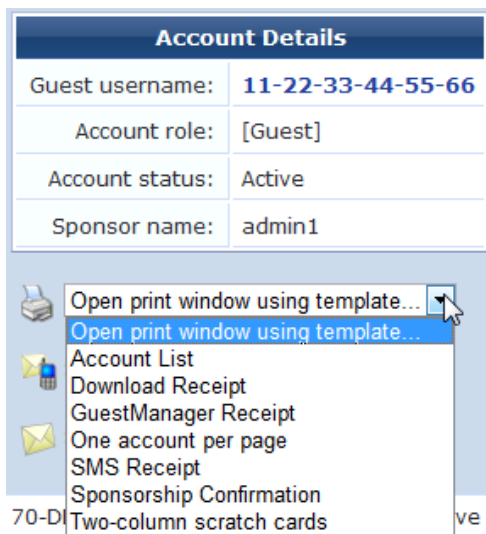 Account Details
Guest username: 11-22-33-44-55-66
Account role: [Guest]
Account status: Active
Sponsor name: admin1
Open print window using template...
Open print window using template...
Account List
Download Receipt
GuestManager Receipt
One account per page
SMS Receipt
Sponsorship Confirmation
Two-column scratch cards